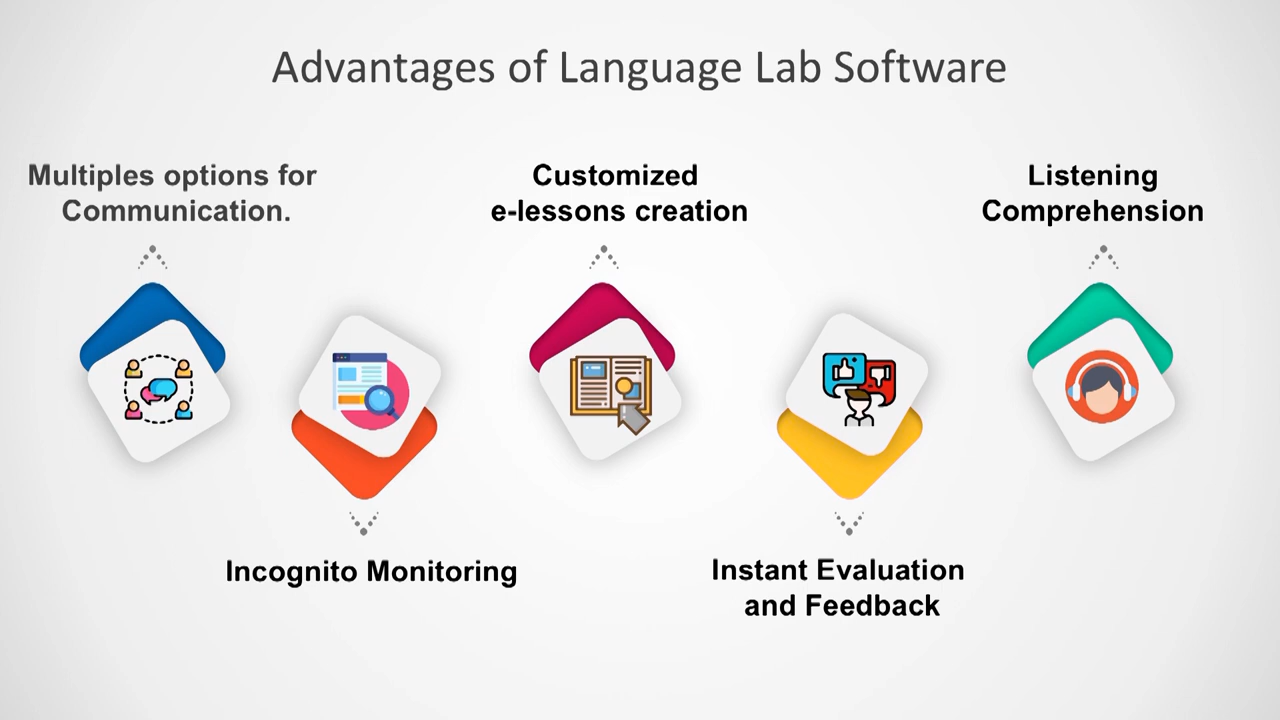 Advantages of Language Lab Software
Multiples options for
Communication.
Customized
e-lessons creation
Listening
Comprehension
Incognito Monitoring
Instant Evaluation
and Feedback